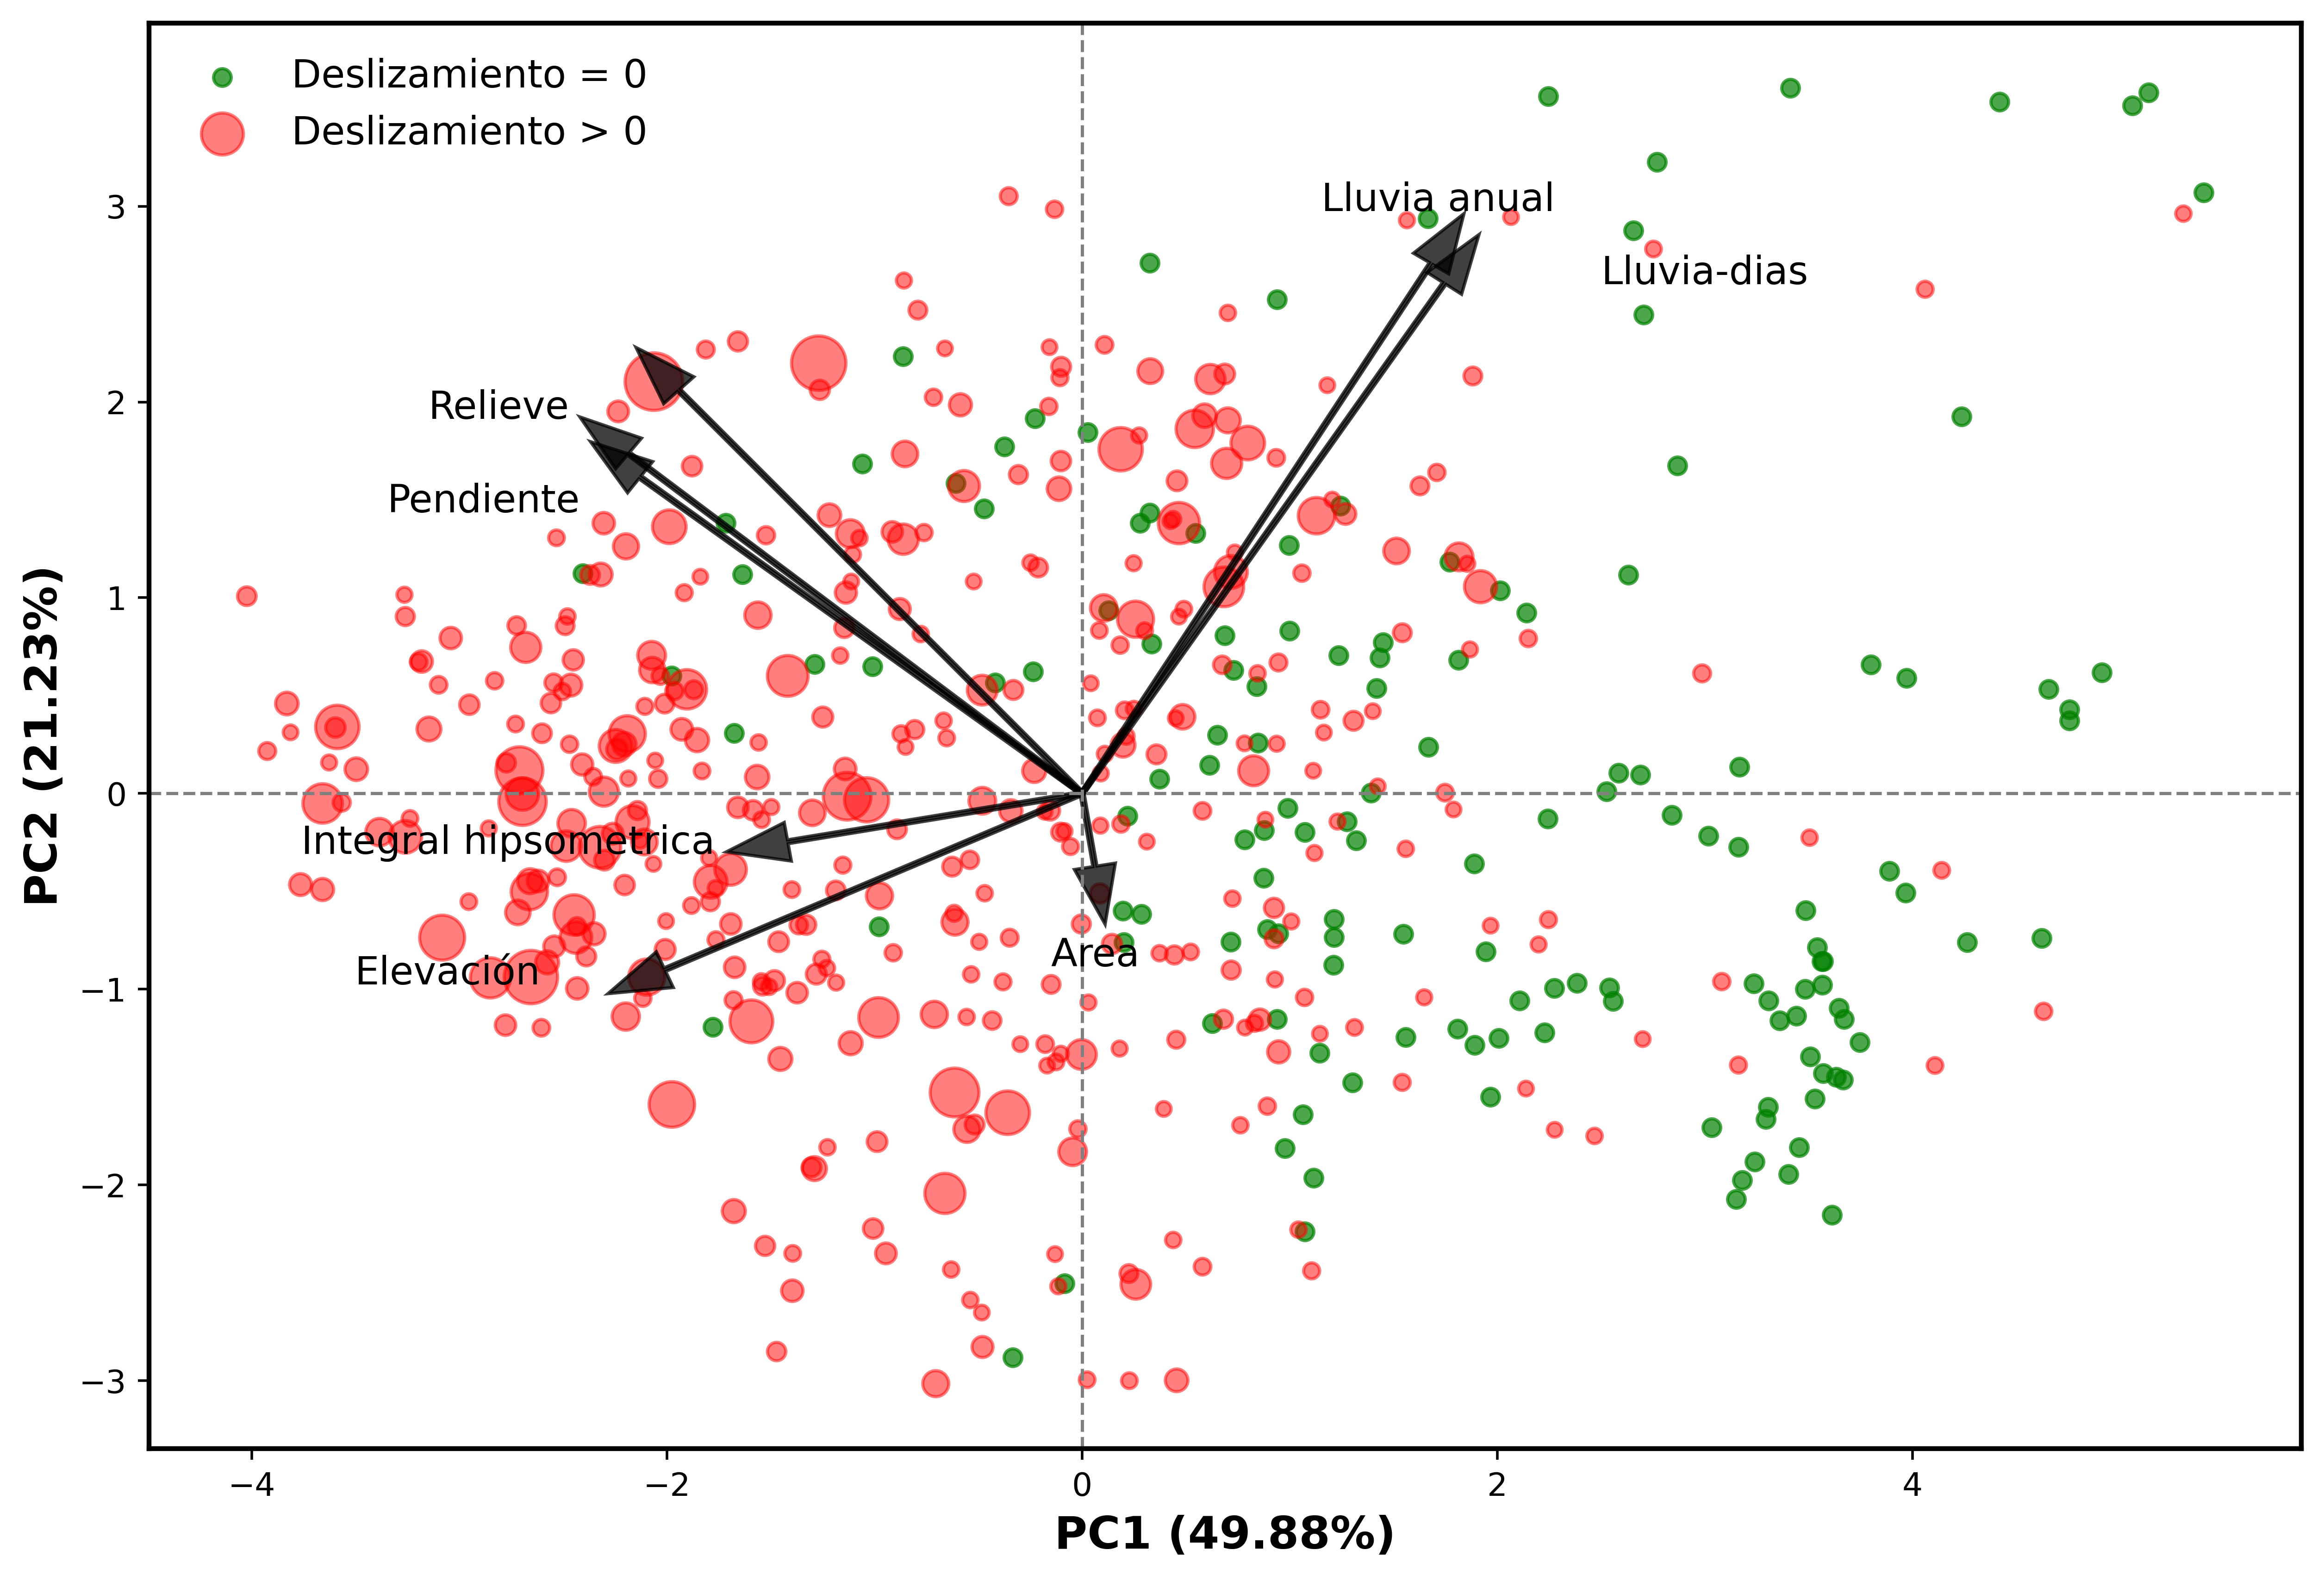 Deslizamiento = 0
Deslizamiento > 0
Lluvia anual
Lluvia-dias
Relieve
Pendiente
Integral hipsometrica
Elevación
Area
3
2
1
0
−1
−2
−3
PC2 (21.23%)
−4
−2
0
2
4
PC1 (49.88%)